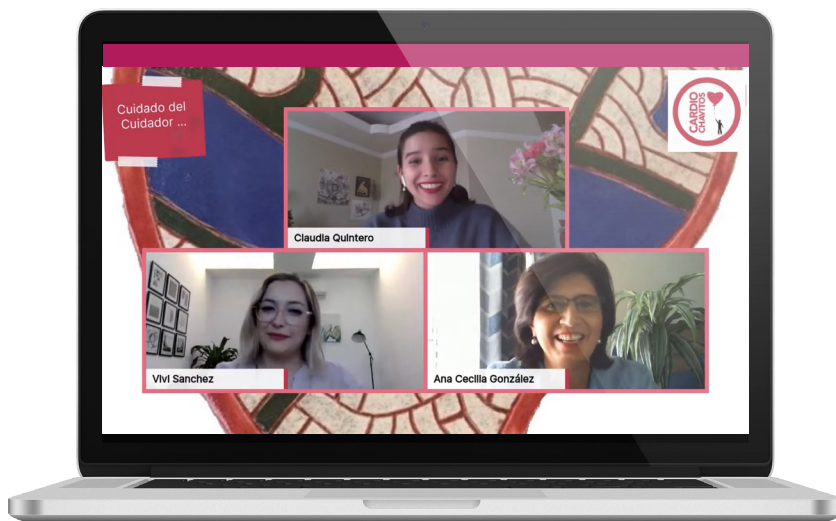 Cuidado del
Cuidador ...
CARDIO
CHAVITOS
Claudia Quintero
Vivi Sanchez
Ana Cecilia González